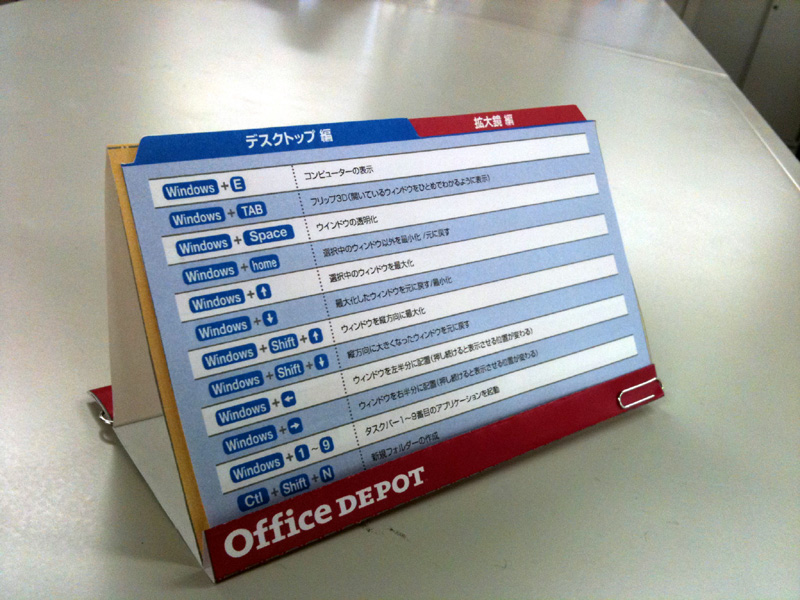 デスクトップ 編
拡大鏡 編
Windows + E コンピューターの表示
Windows + TAB フリップ3D(開いているウィンドウをひとめでわかるように表示)
Windows + Space ウインドウの透明化
Windows + home 選択中のウィンドウ以外を最小化 /元に戻す
Windows + ↑ 選択中のウィンドウを最大化
Windows + ↓ 最大化したウィンドウを元に戻す/最小化
Windows + Shift + ↑ ウィンドウを縦方向に最大化
Windows + Shift + ↓ 縦方向に大きくなったウィンドウを元に戻す
Windows + ← ウィンドウを左半分に配置(押し続けると表示させる位置が変わる)
Windows + → ウィンドウを右半分に配置(押し続けると表示させる位置が変わる)
Windows + 1 ~ 9 タスクバー1~9番目のアプリケーションを起動
Ctl + Shift + N 新規フォルダーの作成
Office DEPOT